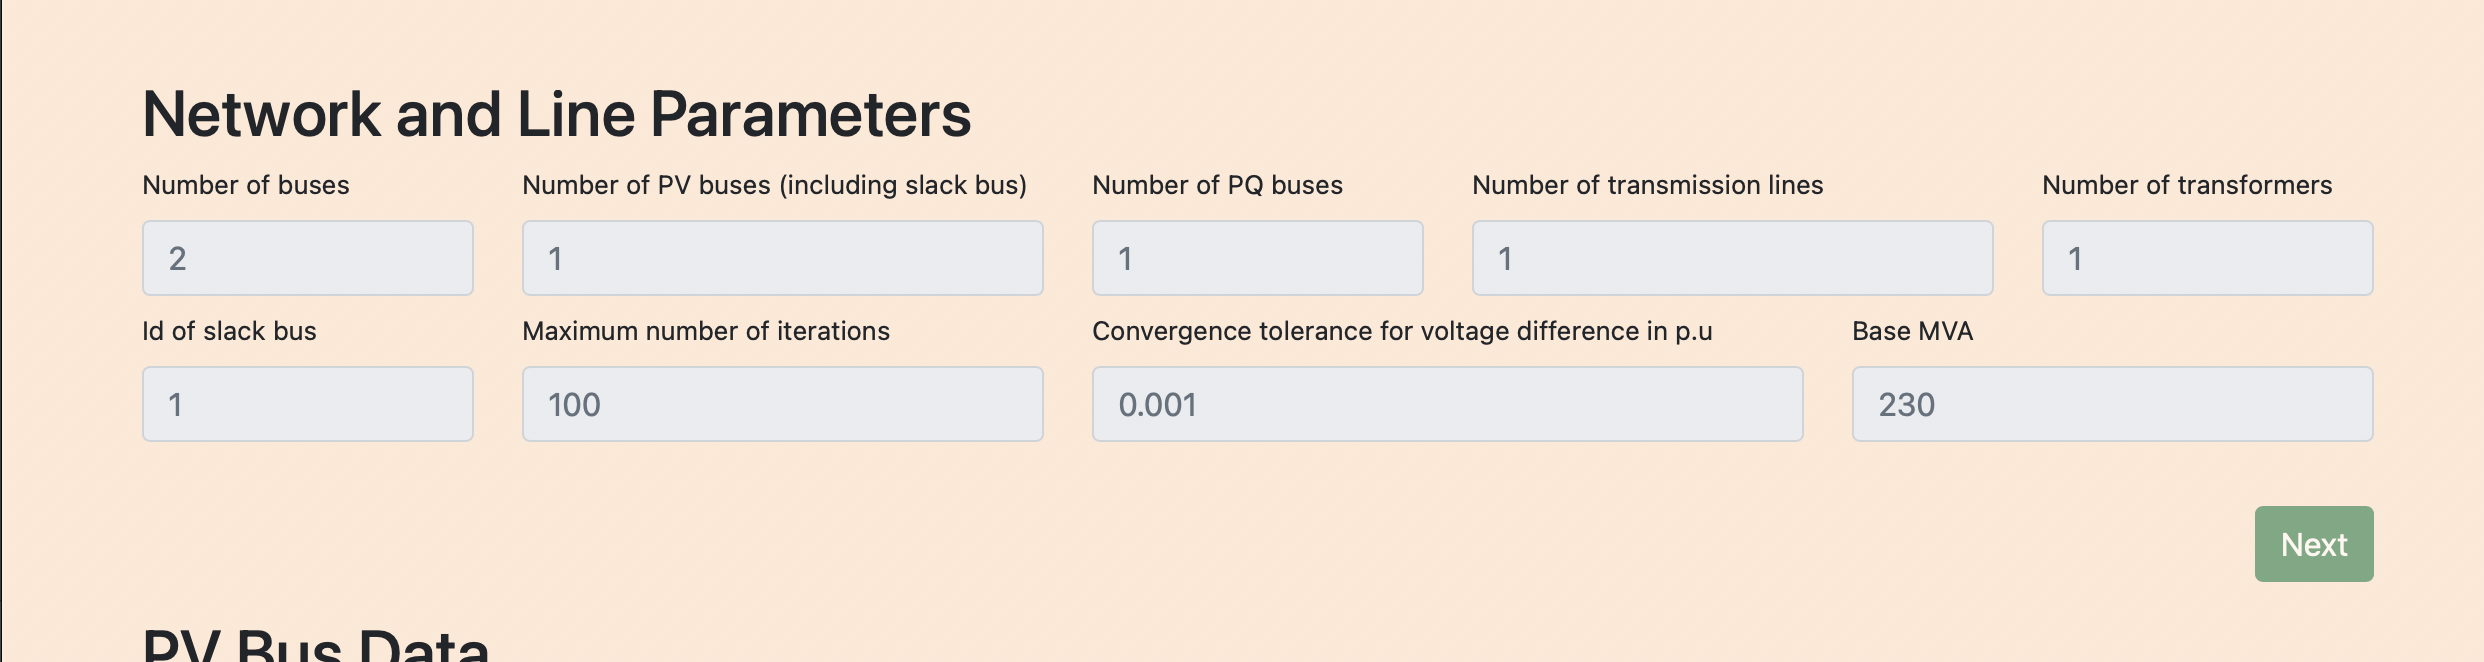 Network and Line Parameters
Number of buses
Number of PV buses (including slack bus)
Number of PQ buses
Number of transmission lines
Number of transformers
2
1
1
1
1
Id of slack bus
Maximum number of iterations
Convergence tolerance for voltage difference in p.u
Base MVA
1
100
0.001
230
Next
PV Bus Data